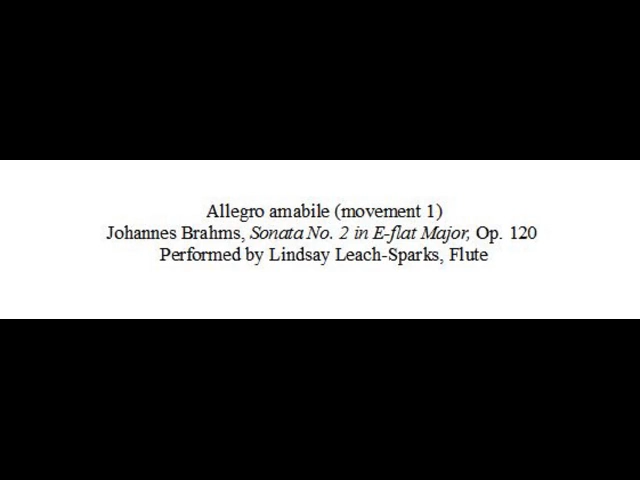 Allegro amabile (movement 1)
Johannes Brahms, Sonata No. 2 in E-flat Major, Op. 120
Performed by Lindsay Leach-Sparks, Flute